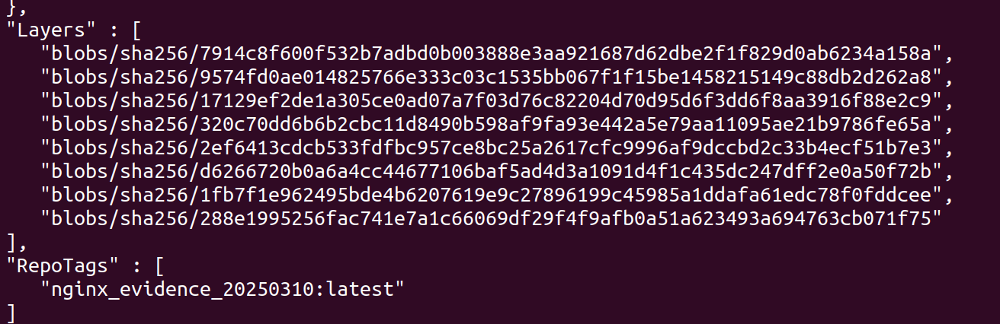 },
"Layers" : [
"blobs/sha256/7914c8f600f532b7adbd0b003888e3aa921687d62dbe2f1f829d0ab6234a158a",
"blobs/sha256/9574fd0ae014825766e333c03c1535bb067f1f15be1458215149c88db2d262a8",
"blobs/sha256/17129ef2de1a305ce0ad07a7f03d76c82204d70d95d6f3dd6f8aa3916f88e2c9",
"blobs/sha256/320c70dd6b6b2cbc11d8490b598af9fa93e442a5e79aa11095ae21b9786fe65a",
"blobs/sha256/2ef6413cdcb533fdfbc957ce8bc25a2617cfc9996af9dccbd2c33b4ecf51b7e3",
"blobs/sha256/d6266720b0a6a4cc44677106baf5ad4d3a1091d4f1c435dc247dff2e0a50f72b",
"blobs/sha256/1fb7f1e962495bde4b6207619e9c27896199c45985a1ddafa61edc78f0fddcee",
"blobs/sha256/288e1995256fac741e7a1c66069df29f4f9afb0a51a623493a694763cb071f75"
],
"RepoTags" : [
"nginx_evidence_20250310:latest"
]